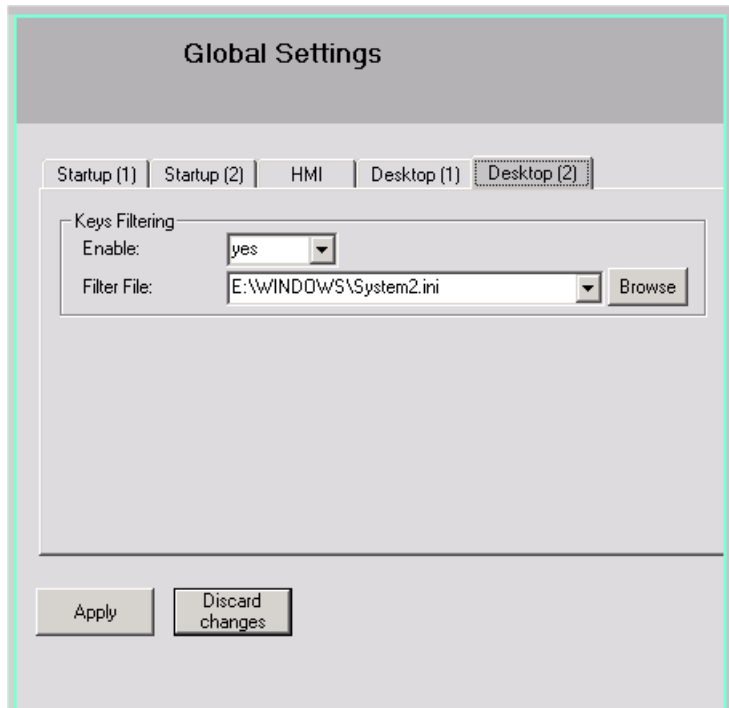 Global Settings
Startup (1) Startup (2) HMI Desktop (1) Desktop (2)
Keys Filtering
Enable: yes
Filter File: E:\WINDOWS\System2.ini Browse
Apply Discard
changes